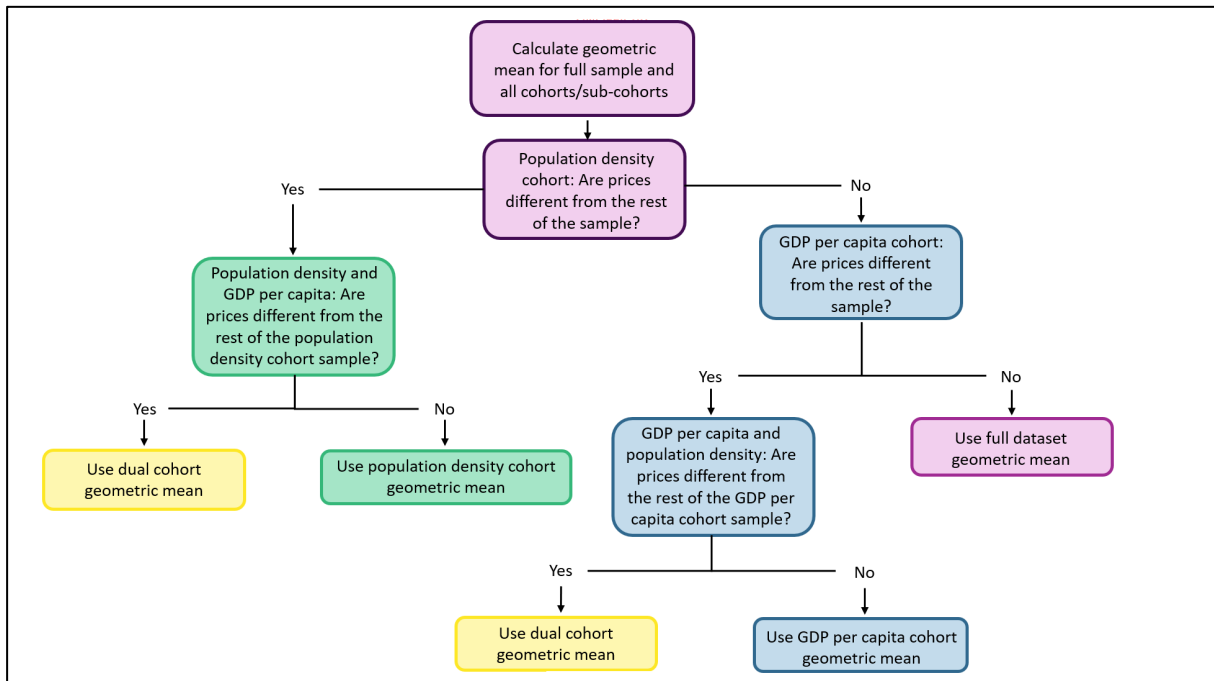 Calculate geometric
mean for full sample and
all cohorts/sub-cohorts
Population density
cohort: Are prices
different from the rest
of the sample?
Yes
No
Population density and
GDP per capita: Are
prices different from the
rest of the population
density cohort sample?
GDP per capita cohort:
Are prices different
from the rest of the
sample?
Yes
No
Yes
No
Use dual cohort
geometric mean
Use population density cohort
geometric mean
GDP per capita and
population density: Are
prices different from
the rest of the GDP per
capita cohort sample?
Use full dataset
geometric mean
Yes
No
Use dual cohort
geometric mean
Use GDP per capita cohort
geometric mean